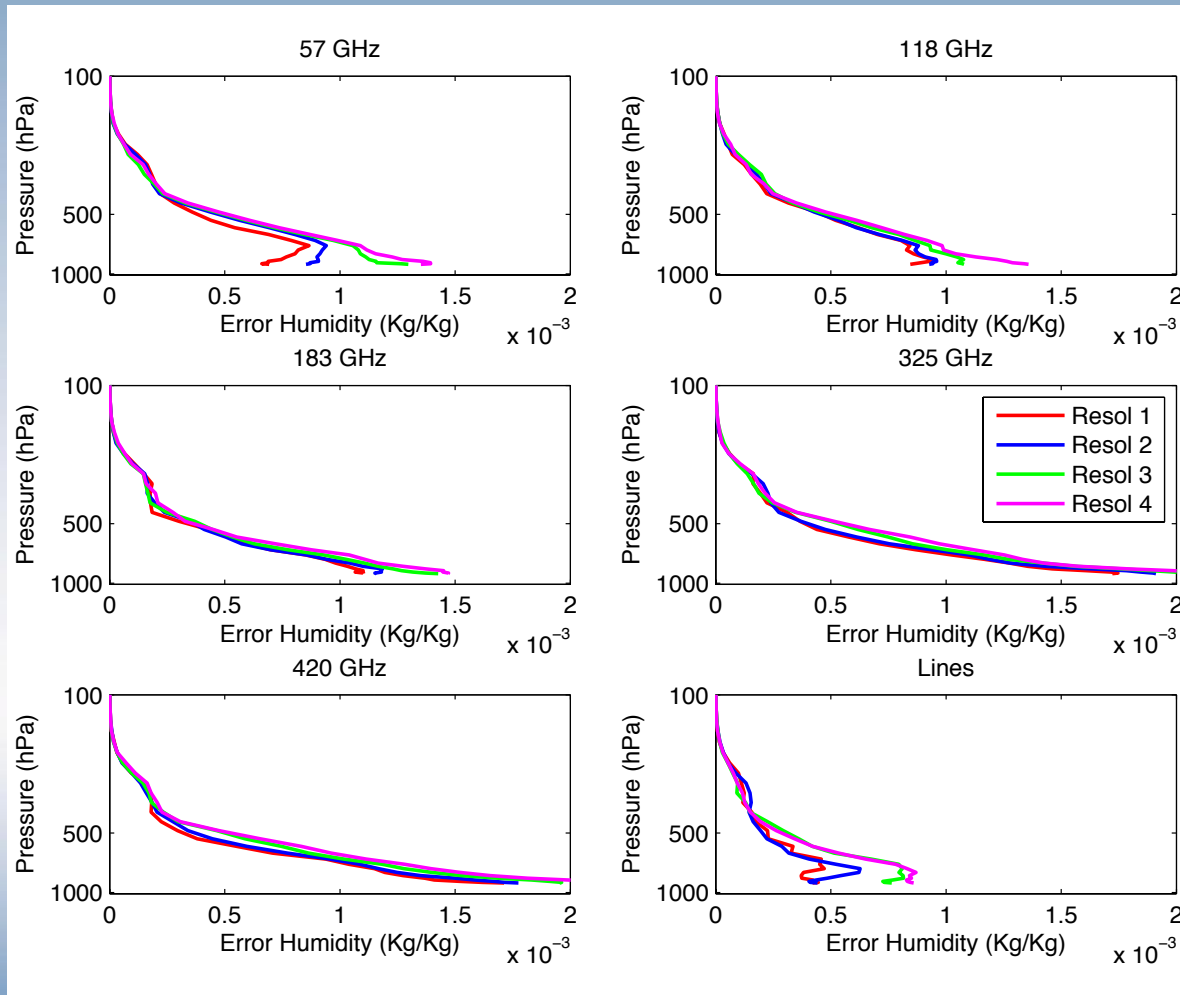 57 GHz
100
500
1000
Pressure (hPa)
0 0.5 1 1.5 2
Error Humidity (Kg/Kg)
x 10⁻³
118 GHz
100
500
1000
Pressure (hPa)
0 0.5 1 1.5 2
Error Humidity (Kg/Kg)
x 10⁻³
183 GHz
100
500
1000
Pressure (hPa)
0 0.5 1 1.5 2
Error Humidity (Kg/Kg)
x 10⁻³
325 GHz
100
500
1000
Pressure (hPa)
Resol 1
Resol 2
Resol 3
Resol 4
0 0.5 1 1.5 2
Error Humidity (Kg/Kg)
x 10⁻³
420 GHz
100
500
1000
Pressure (hPa)
0 0.5 1 1.5 2
Error Humidity (Kg/Kg)
x 10⁻³
Lines
100
500
1000
Pressure (hPa)
0 0.5 1 1.5 2
Error Humidity (Kg/Kg)
x 10⁻³